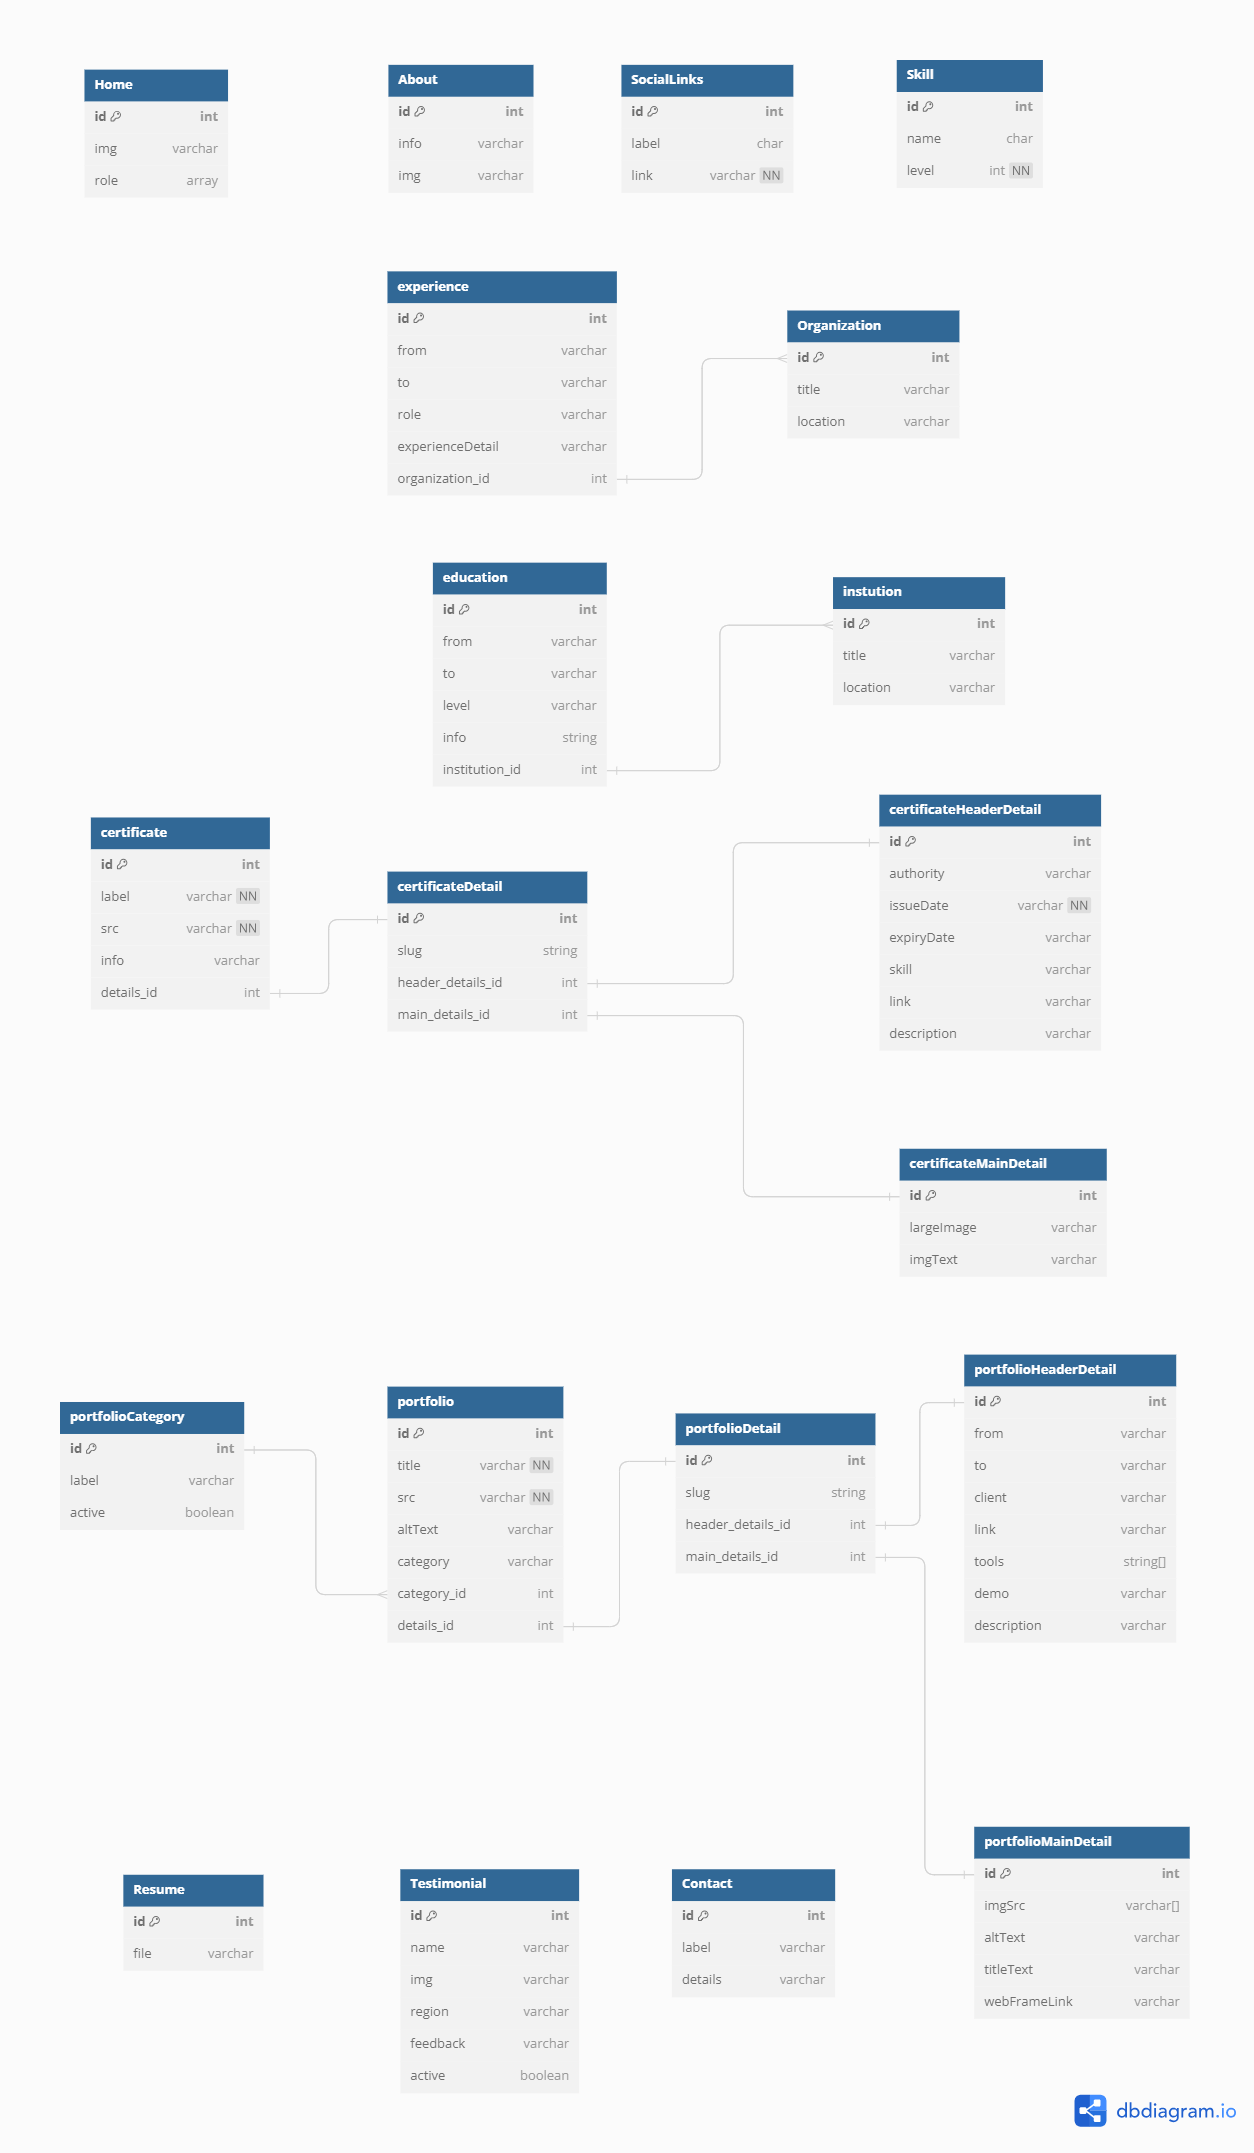 Home
id int
img varchar
role array
About
id int
info varchar
img varchar
SocialLinks
id int
label char
link varchar NN
Skill
id int
name char
level int NN
experience
id int
from varchar
to varchar
role varchar
experienceDetail varchar
organization_id int
Organization
id int
title varchar
location varchar
education
id int
from varchar
to varchar
level varchar
info string
institution_id int
instution
id int
title varchar
location varchar
certificate
id int
label varchar NN
src varchar NN
info varchar
details_id int
certificateDetail
id int
slug string
header_details_id int
main_details_id int
certificateHeaderDetail
id int
authority varchar
issueDate varchar NN
expiryDate varchar
skill varchar
link varchar
description varchar
certificateMainDetail
id int
largeImage varchar
imgText varchar
portfolioCategory
id int
label varchar
active boolean
portfolio
id int
title varchar NN
src varchar NN
altText varchar
category varchar
category_id int
details_id int
portfolioDetail
id int
slug string
header_details_id int
main_details_id int
portfolioHeaderDetail
id int
from varchar
to varchar
client varchar
link varchar
tools string[]
demo varchar
description varchar
Resume
id int
file varchar
Testimonial
id int
name varchar
img varchar
region varchar
feedback varchar
active boolean
Contact
id int
label varchar
details varchar
portfolioMainDetail
id int
imgSrc varchar[]
altText varchar
titleText varchar
webFrameLink varchar
dbdiagram.io